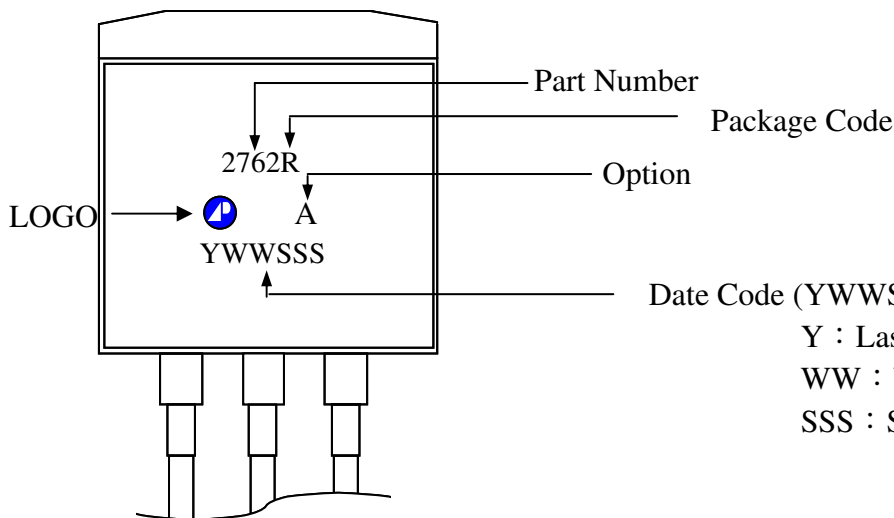 Part Number
Package Code
2762R
Option
LOGO
A
YWWSSS
Date Code (YWWS
Y：Las
WW：
SSS：S